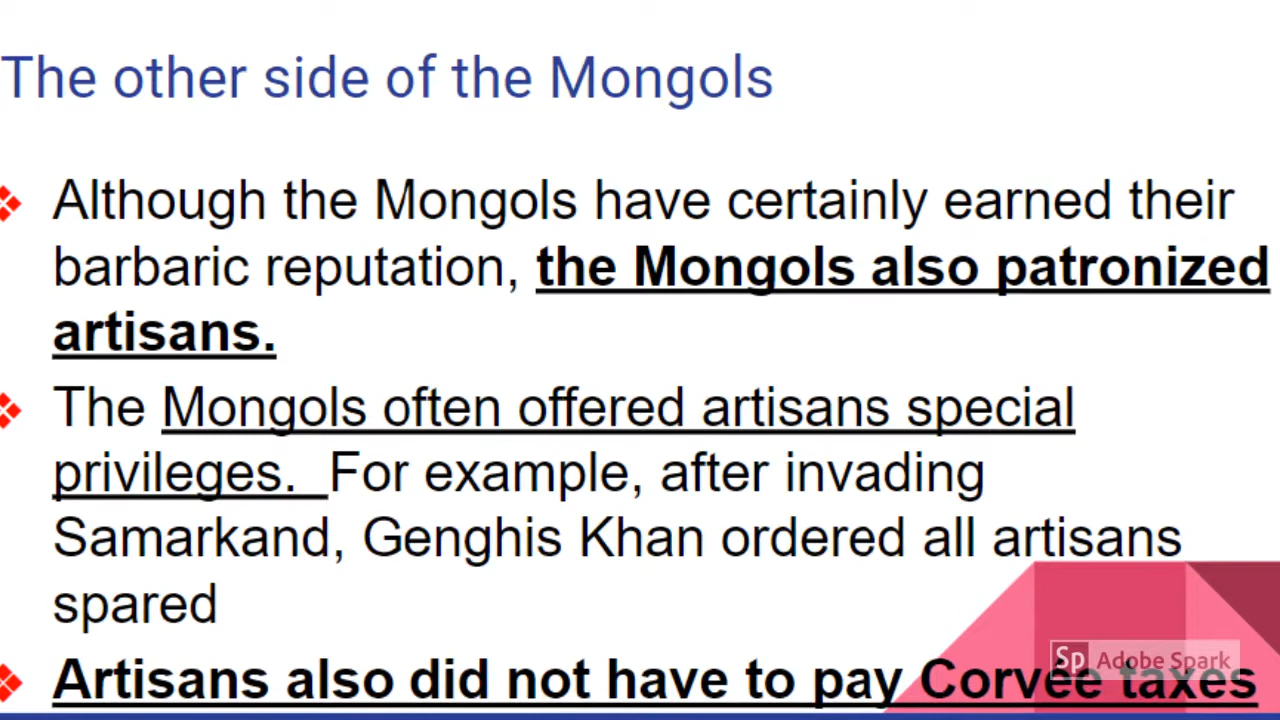 The other side of the Mongols
Although the Mongols have certainly earned their
barbaric reputation, the Mongols also patronized
artisans.
The Mongols often offered artisans special
privileges. For example, after invading
Samarkand, Genghis Khan ordered all artisans
spared
Artisans also did not have to pay Corvée taxes
Sp Adobe Spark